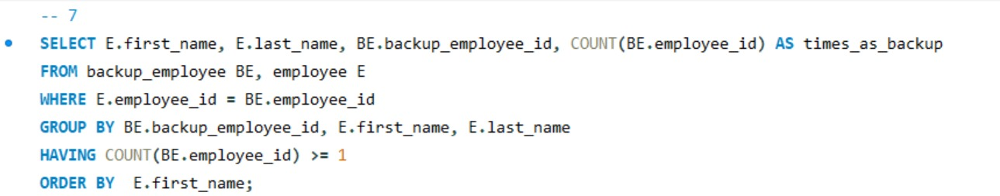 -- 7
SELECT E.first_name, E.last_name, BE.backup_employee_id, COUNT(BE.employee_id) AS times_as_backup
FROM backup_employee BE, employee E
WHERE E.employee_id = BE.employee_id
GROUP BY BE.backup_employee_id, E.first_name, E.last_name
HAVING COUNT(BE.employee_id) >= 1
ORDER BY  E.first_name;